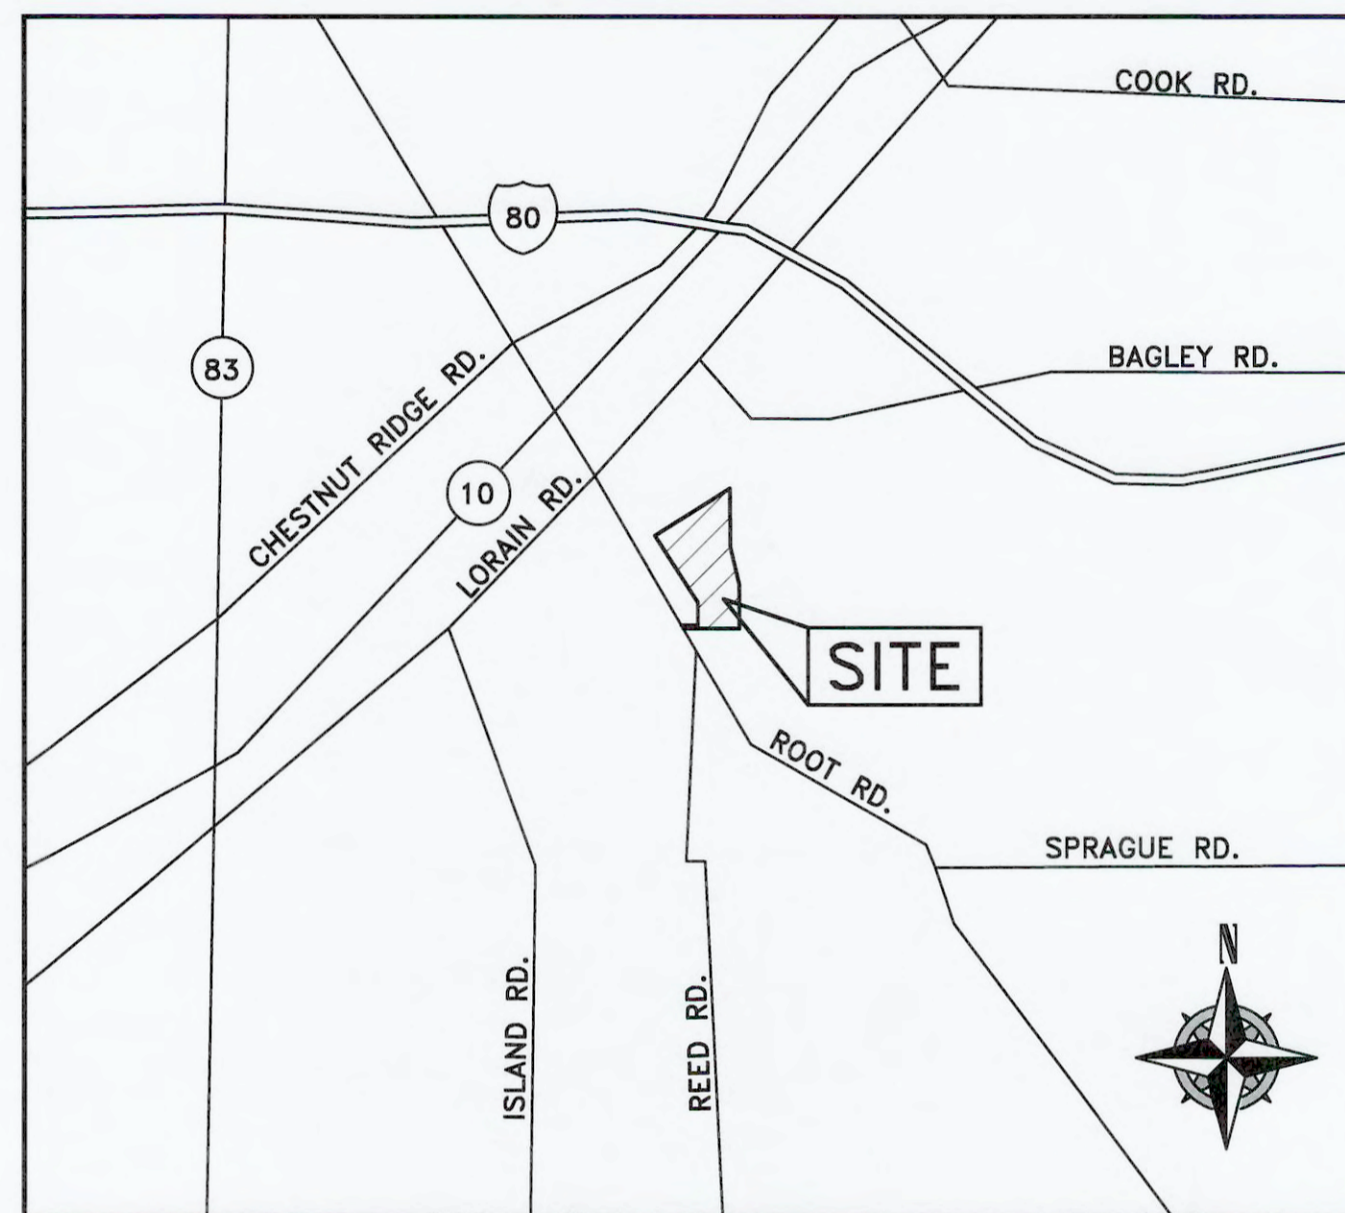 COOK RD.
80
BAGLEY RD.
83
CHESTNUT RIDGE RD.
10
LORAIN RD.
SITE
ROOT RD.
SPRAGUE RD.
N
ISLAND RD.
REED RD.